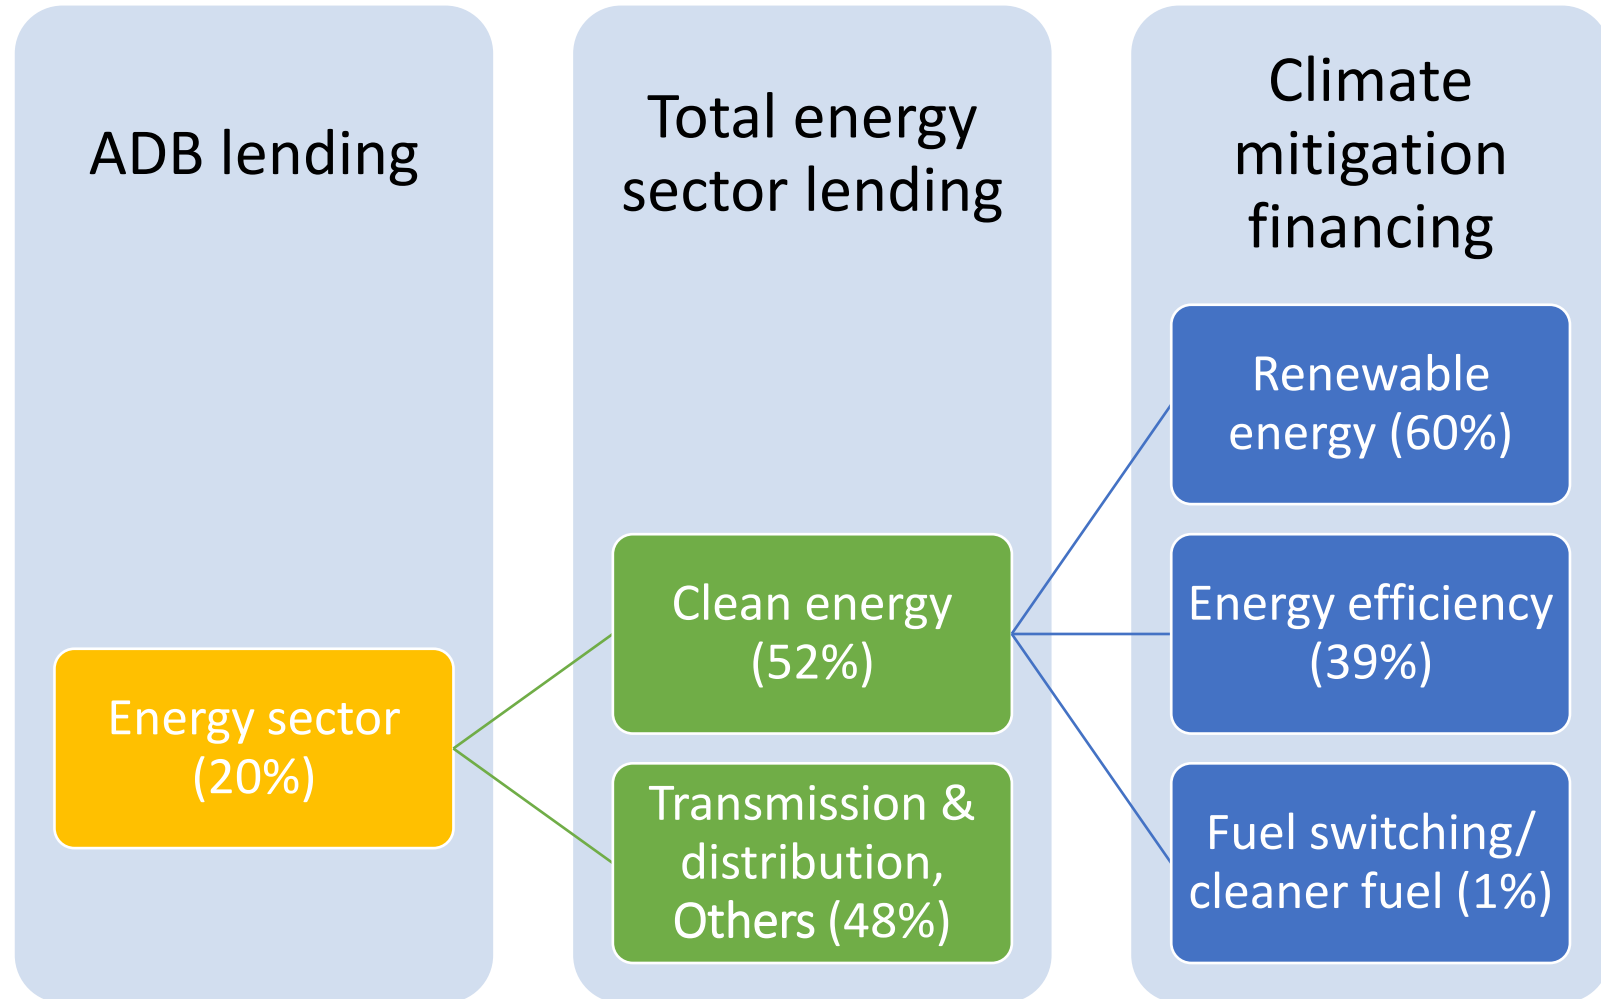 ADB lending
Energy sector
(20%)
Total energy
sector lending
Clean energy
(52%)
Transmission &
distribution,
Others (48%)
Climate
mitigation
financing
Renewable
energy (60%)
Energy efficiency
(39%)
Fuel switching/
cleaner fuel (1%)